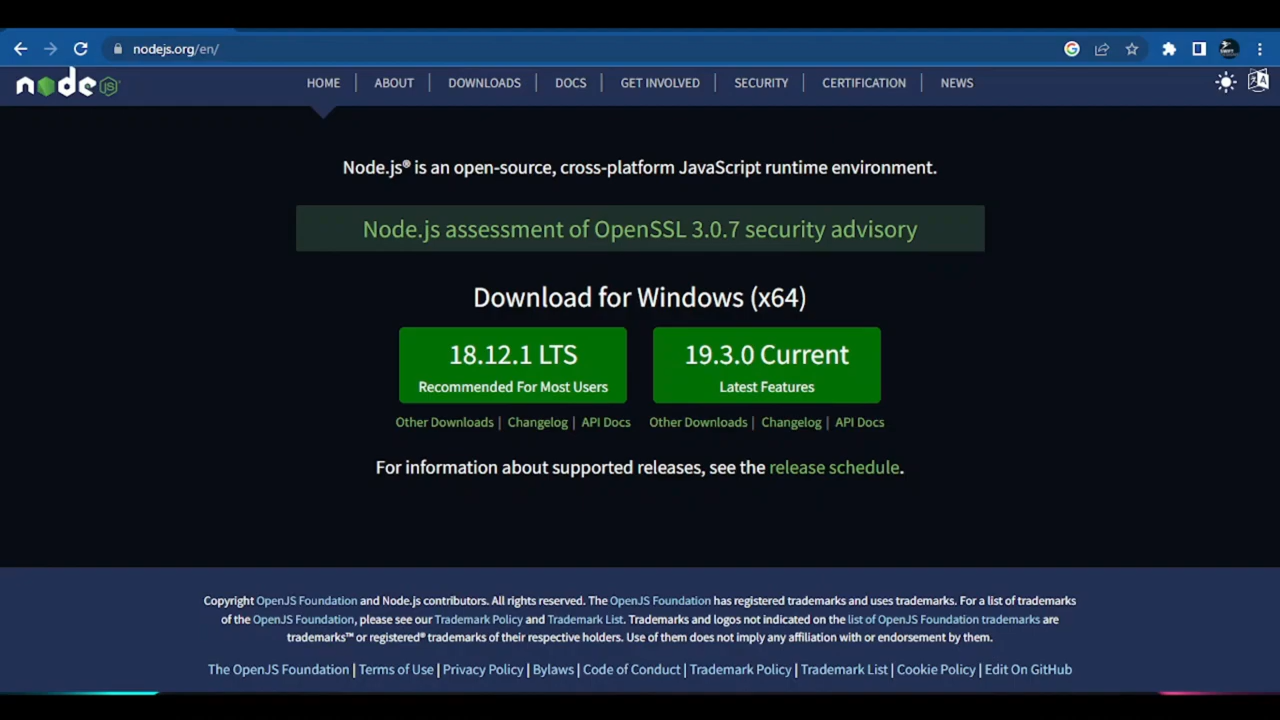 nodejs.org/en/
node JS
HOME | ABOUT | DOWNLOADS | DOCS | GET INVOLVED | SECURITY | CERTIFICATION | NEWS
Node.js® is an open-source, cross-platform JavaScript runtime environment.
Node.js assessment of OpenSSL 3.0.7 security advisory
Download for Windows (x64)
18.12.1 LTS
Recommended For Most Users
19.3.0 Current
Latest Features
Other Downloads | Changelog | API Docs
Other Downloads | Changelog | API Docs
For information about supported releases, see the release schedule.
Copyright OpenJS Foundation and Node.js contributors. All rights reserved. The OpenJS Foundation has registered trademarks and uses trademarks. For a list of trademarks
of the OpenJS Foundation, please see our Trademark Policy and Trademark List. Trademarks and logos not indicated on the list of OpenJS Foundation trademarks are
trademarks™ or registered® trademarks of their respective holders. Use of them does not imply any affiliation with or endorsement by them.
The OpenJS Foundation | Terms of Use | Privacy Policy | Bylaws | Code of Conduct | Trademark Policy | Trademark List | Cookie Policy | Edit On GitHub